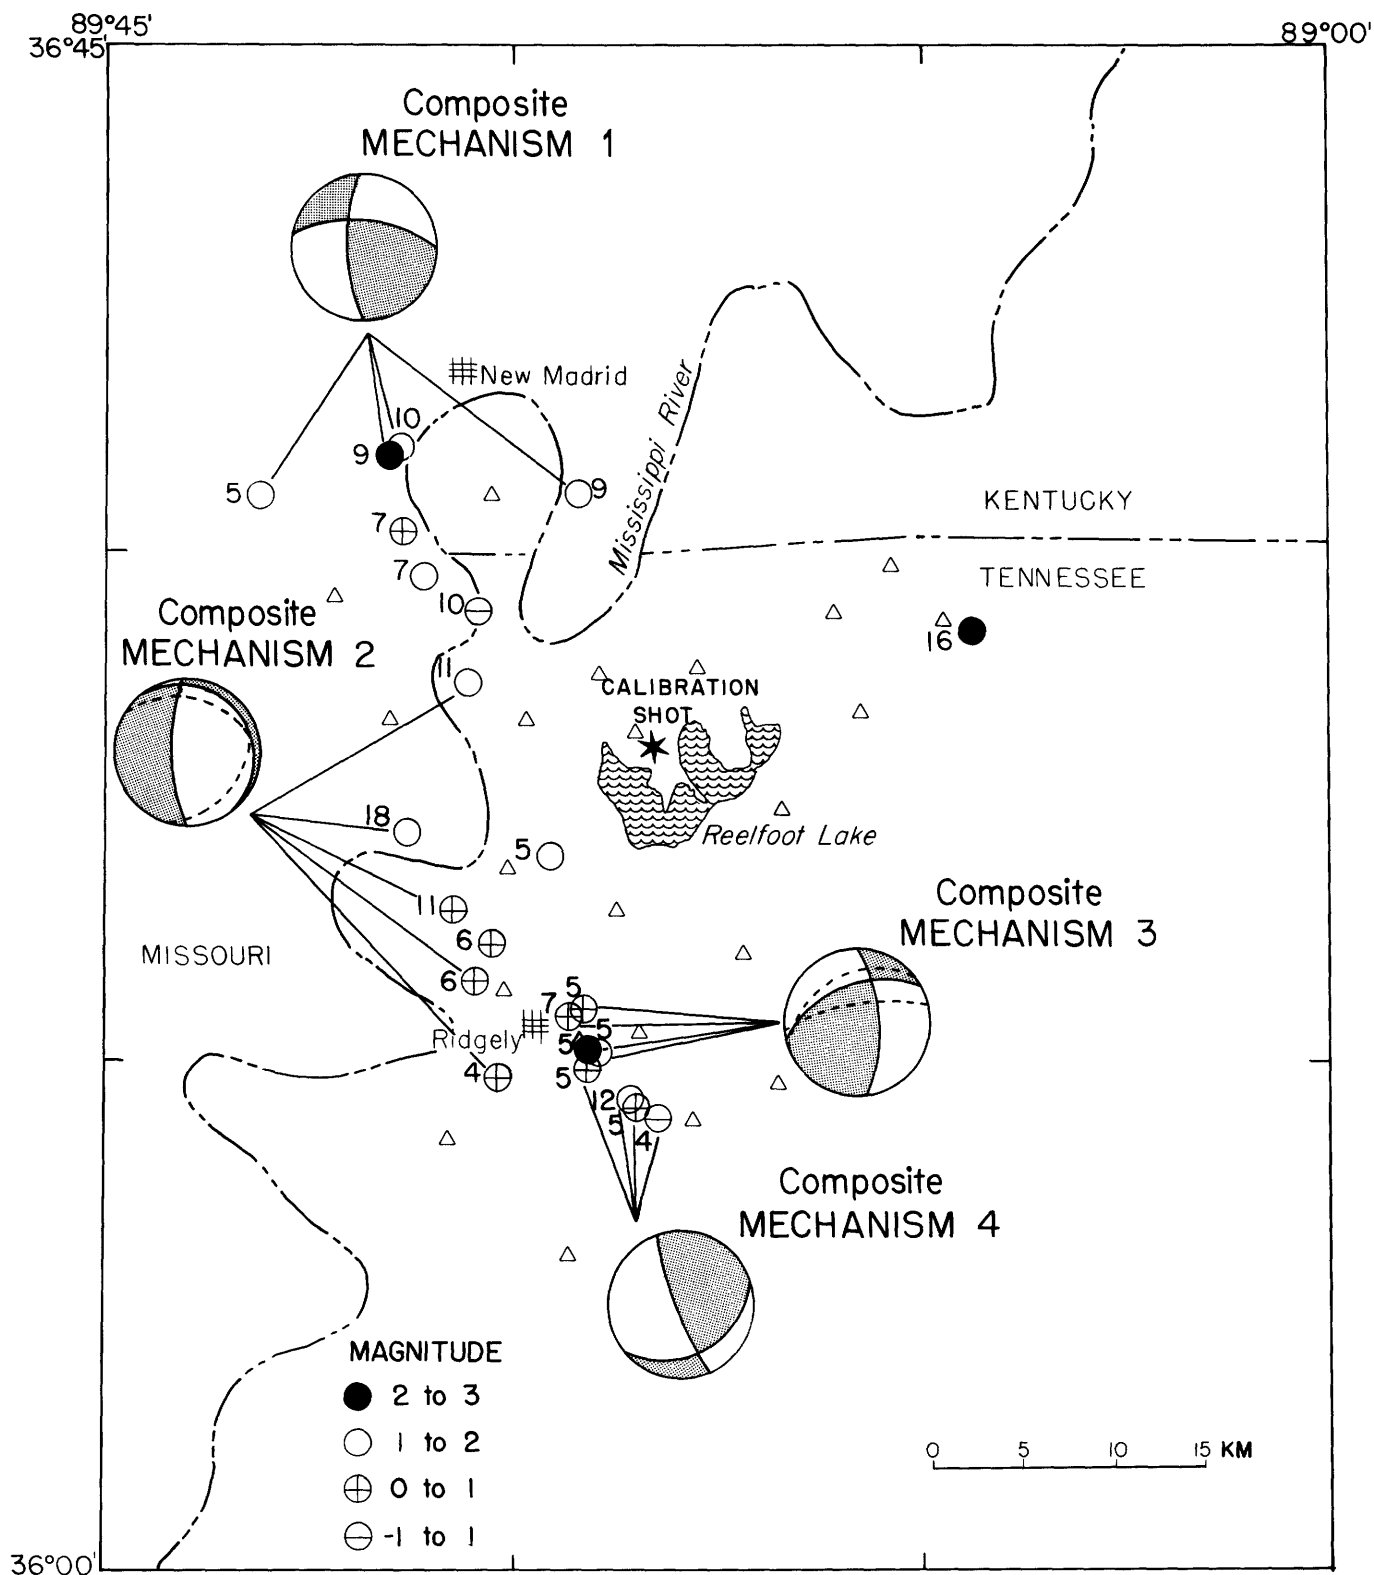 89°45'
89°00'
36°45'
Composite
MECHANISM 1
New Madrid
10
9
5
9
Mississippi River
7
KENTUCKY
7
TENNESSEE
10
Composite
MECHANISM 2
16
11
CALIBRATION
SHOT
18
5
Reelfoot Lake
Composite
MECHANISM 3
11
6
MISSOURI
6
5
7
5
Ridgely
5
4
5
12
5
4
Composite
MECHANISM 4
MAGNITUDE
2 to 3
1 to 2
0 to 1
-1 to 1
0 5 10 15 KM
36°00'